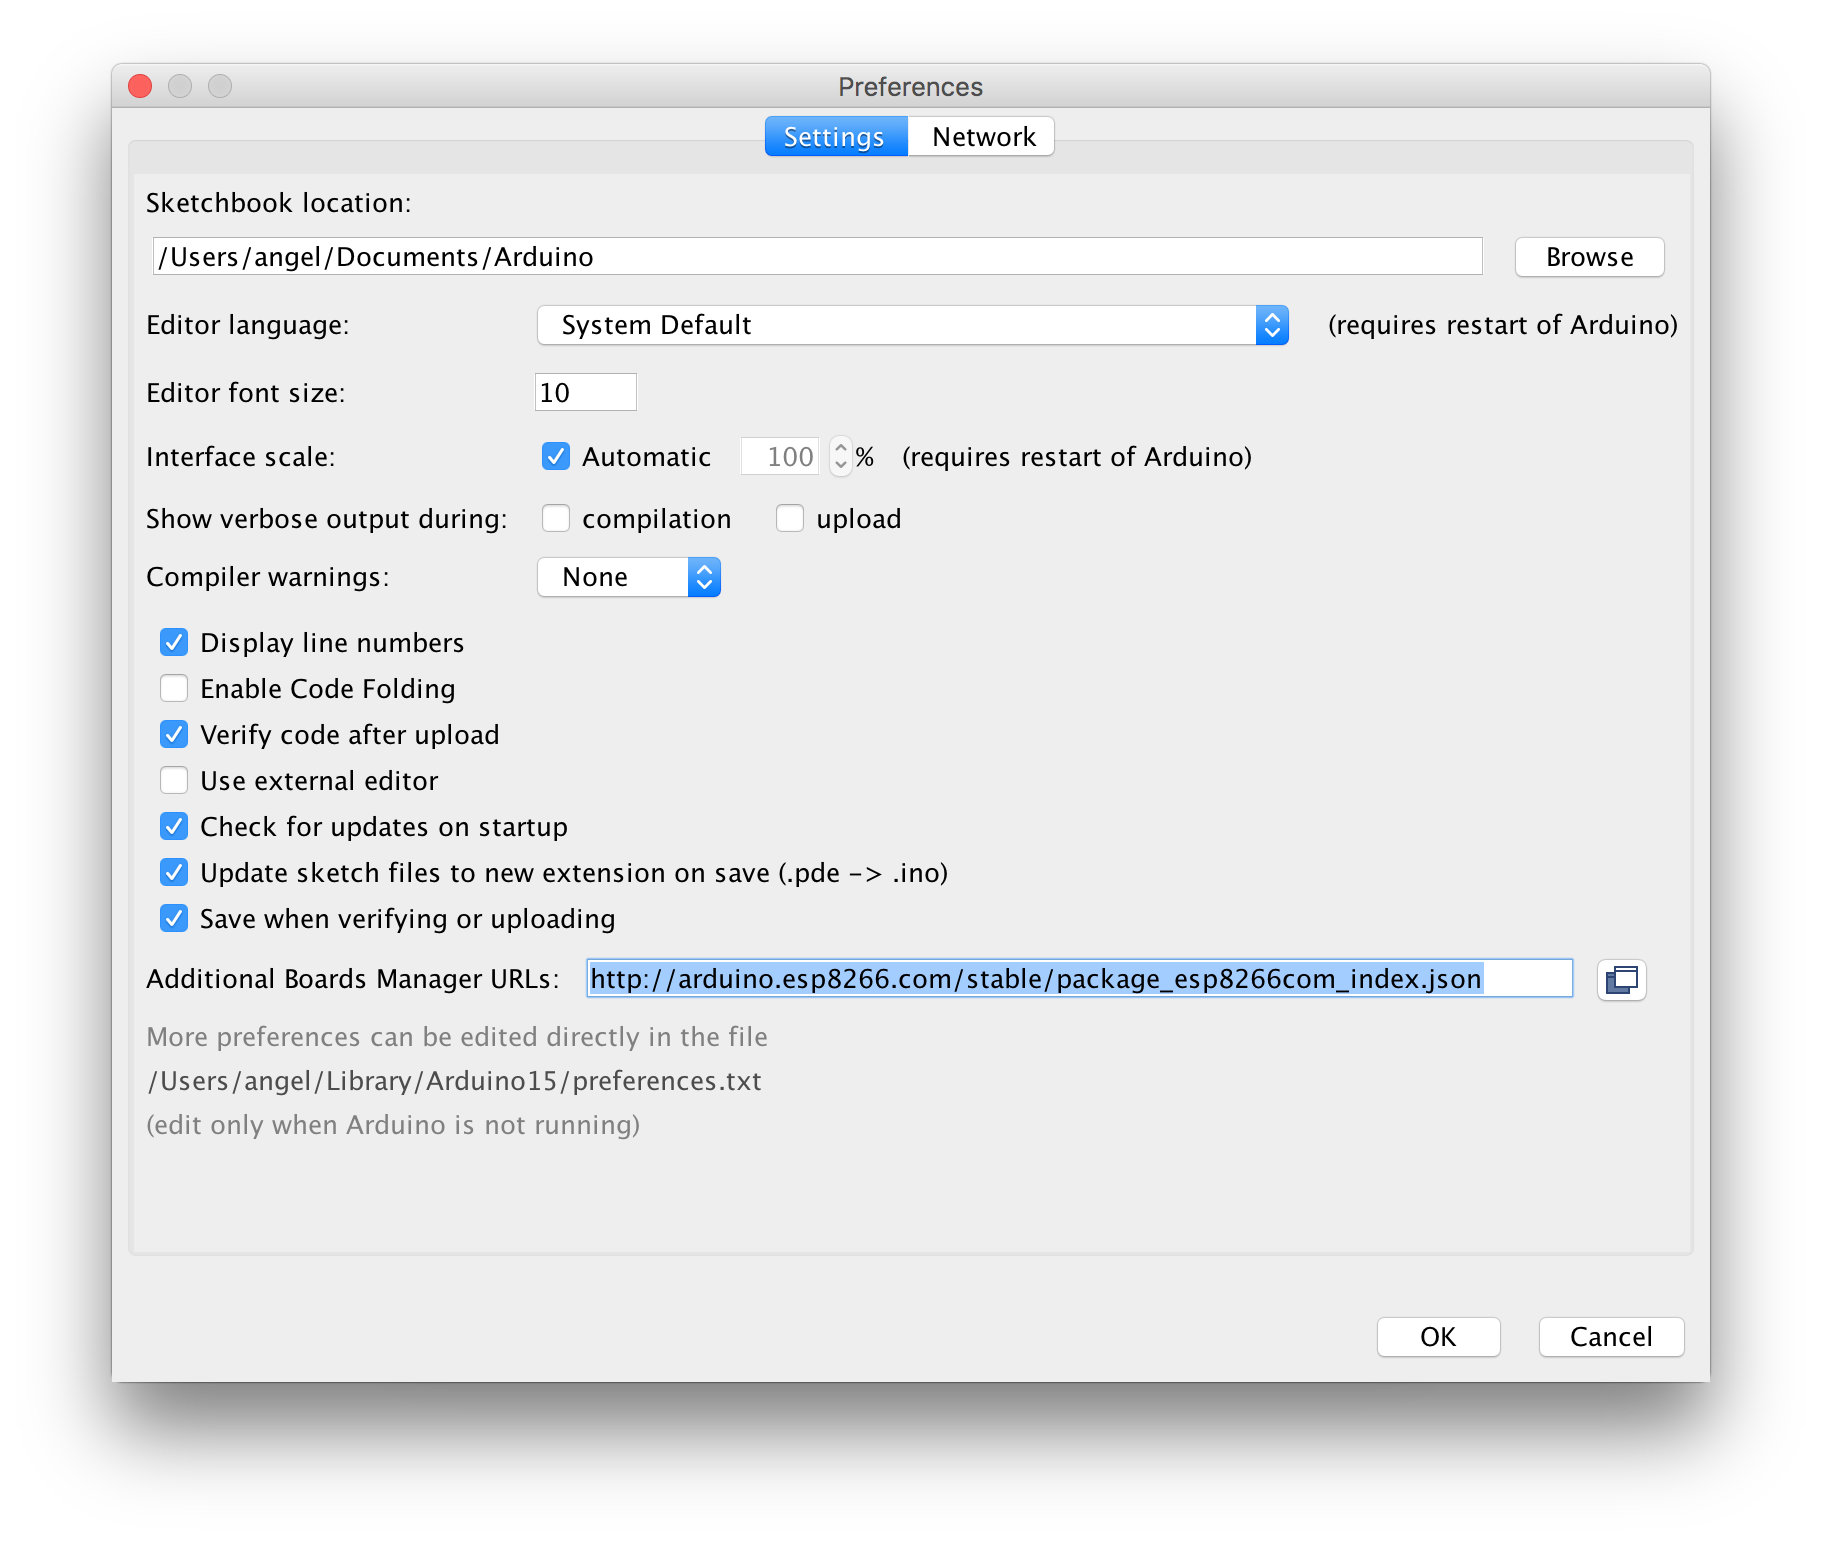 Preferences
Settings Network
Sketchbook location:
/Users/angel/Documents/Arduino Browse
Editor language: System Default (requires restart of Arduino)
Editor font size: 10
Interface scale: Automatic 100 % (requires restart of Arduino)
Show verbose output during: compilation upload
Compiler warnings: None
Display line numbers
Enable Code Folding
Verify code after upload
Use external editor
Check for updates on startup
Update sketch files to new extension on save (.pde -> .ino)
Save when verifying or uploading
Additional Boards Manager URLs: http://arduino.esp8266.com/stable/package_esp8266com_index.json
More preferences can be edited directly in the file
/Users/angel/Library/Arduino15/preferences.txt
(edit only when Arduino is not running)
OK Cancel